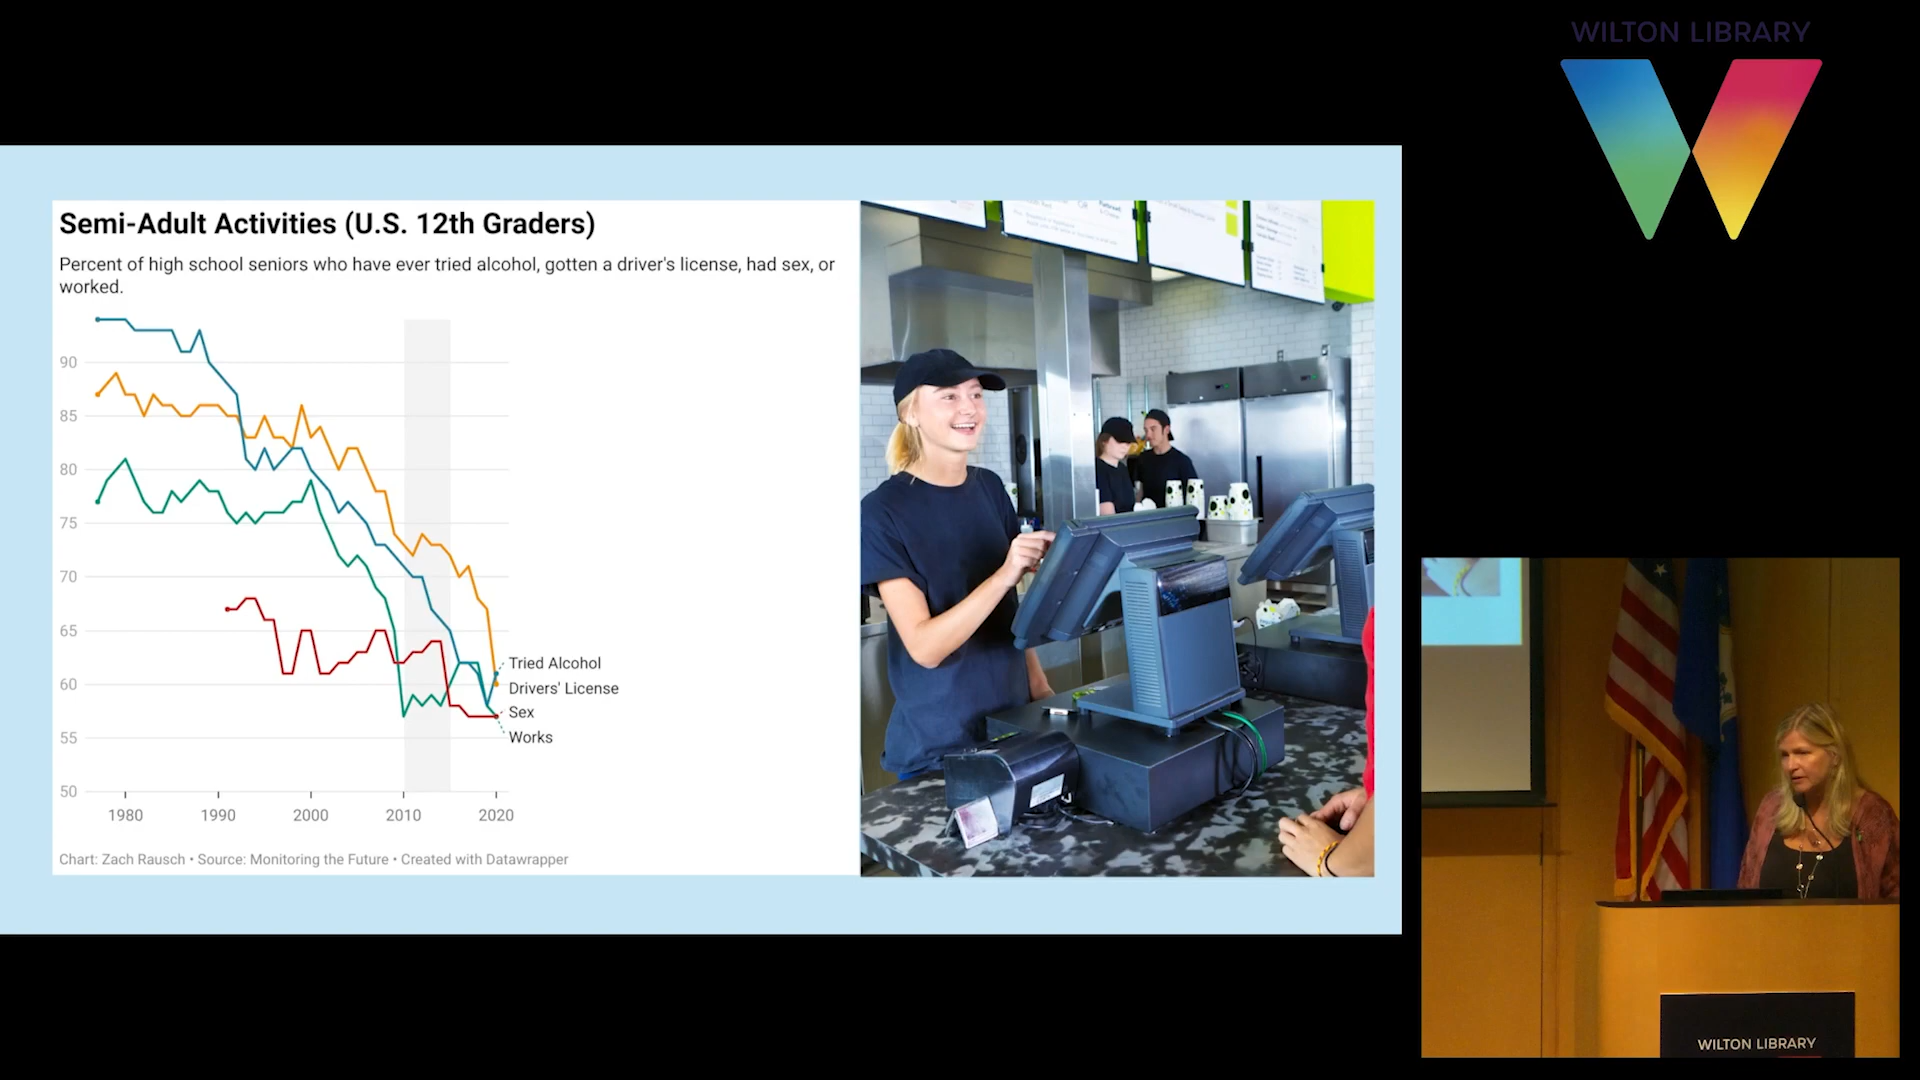 WILTON LIBRARY
Semi-Adult Activities (U.S. 12th Graders)
Percent of high school seniors who have ever tried alcohol, gotten a driver's license, had sex, or
worked.
90
85
80
75
70
65
60
55
50
1980 1990 2000 2010 2020
Tried Alcohol
Drivers' License
Sex
Works
Chart: Zach Rausch • Source: Monitoring the Future • Created with Datawrapper
WILTON LIBRARY